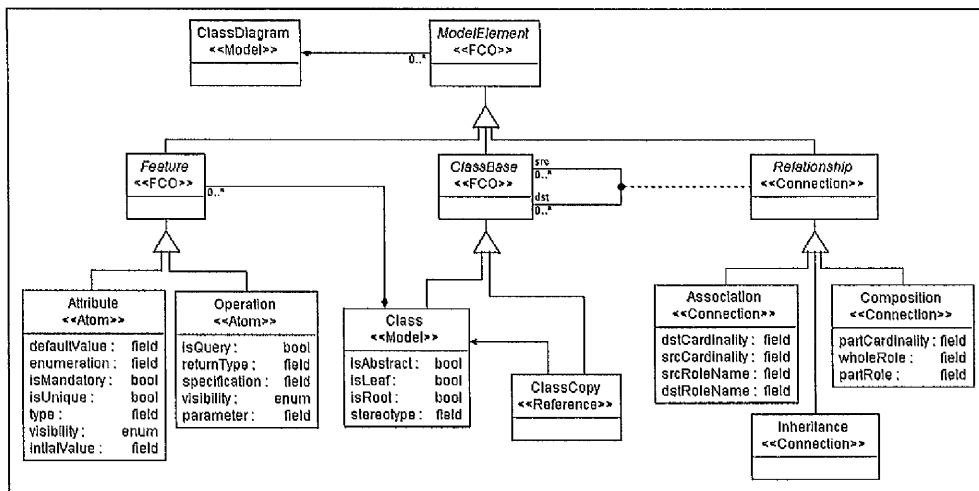 ClassDiagram
<<Model>>
ModelElement
<<FCO>>
0..*
Feature
<<FCO>>
0..*
ClassBase
<<FCO>>
src
0..*
dst
0..*
Relationship
<<Connection>>
Attribute
<<Atom>>
defaultValue : field
enumeration : field
isMandatory : bool
isUnique : bool
type : field
visibility : enum
intialValue : field
Operation
<<Atom>>
isQuery : bool
returnType : field
specification : field
visibility : enum
parameter : field
Class
<<Model>>
isAbstract : bool
isLeaf : bool
isRoot : bool
stereotype : field
ClassCopy
<<Reference>>
Association
<<Connection>>
dstCardinality : field
srcCardinality : field
srcRoleName : field
dstRoleName : field
Composition
<<Connection>>
partCardinality : field
wholeRole : field
partRole : field
Inheritance
<<Connection>>